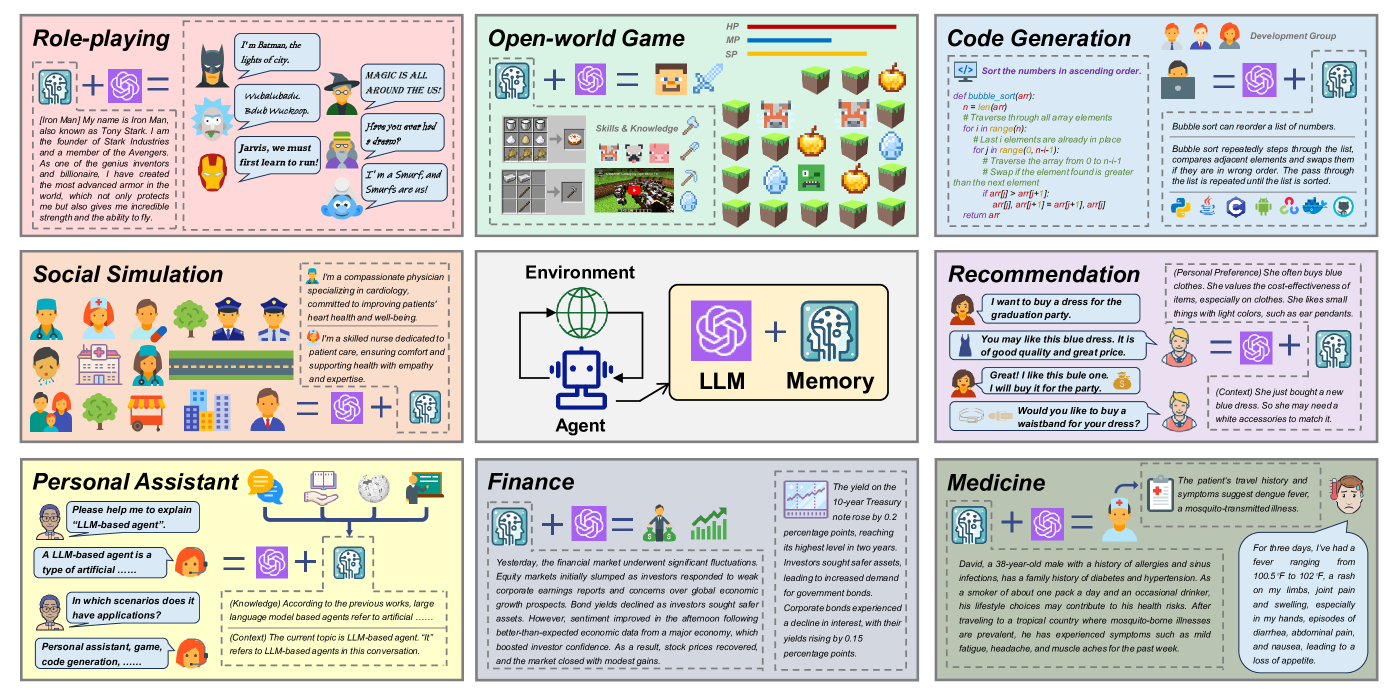 Role-playing
[Iron Man] My name is Iron Man,
also known as Tony Stark. I am
the founder of Stark Industries
and a member of the Avengers.
As one of the genius investors
and billionaire, I have created
the most advanced armor in the
world, which not only protects
me but also gives me incredible
strength and the ability to fly.
I'm Batman, the
lights of city.
Wubalubadu.
Bdub Wuckoop.
Jarvis, we must
first learn to run!
MAGIC IS ALL
AROUND THE US!
Have you ever had
a dream?
I'm a Smurf, and
Smurfs are us!
Open-world Game
HP
MP
SP
Skills & Knowledge
Code Generation
Development Group
Sort the numbers in ascending order.
def bubble_sort(arr):
n = len(arr)
# Traverse through all array elements
for i in range(n):
# Last i elements are already in place
for j in range(0, n-i-1):
# Traverse the array from 0 to n-i-1
# Swap if the element found is greater
than the next element
if arr[j] > arr[j+1]:
arr[j], arr[j+1] = arr[j+1], arr[j]
return arr
Bubble sort can reorder a list of numbers.
Bubble sort repeatedly steps through the list,
compares adjacent elements and swaps them
if they are in wrong order. The pass through
the list is repeated until the list is sorted.
Social Simulation
I'm a compassionate physician
specializing in cardiology,
committed to improving patients'
heart health and well-being.
I'm a skilled nurse dedicated to
patient care, ensuring comfort and
supporting health with empathy
and expertise.
Environment
Agent
LLM
+
Memory
Recommendation
I want to buy a dress for the
graduation party.
You may like this blue dress. It is
of good quality and great price.
Great! I like this bule one.
I will buy it for the party.
Would you like to buy a
waistband for your dress?
(Personal Preference) She often buys blue
clothes. She values the cost-effectiveness of
items, especially on clothes. She likes small
things with light colors, such as ear pendants.
(Context) She just bought a new
blue dress. So she may need a
white accessories to match it.
Personal Assistant
Please help me to explain
“LLM-based agent”.
A LLM-based agent is a
type of artificial ……
In which scenarios does it
have applications?
Personal assistant, game,
code generation, ……
(Knowledge) According to the previous works, large
language model based agents refer to artificial ……
(Context) The current topic is LLM-based agent. “It”
refers to LLM-based agents in this conversation.
Finance
Yesterday, the financial market underwent significant fluctuations.
Equity markets initially slumped as investors responded to weak
corporate earnings reports and concerns over global economic
growth prospects. Bond yields declined as investors sought safer
assets. However, sentiment improved in the afternoon following
better-than-expected economic data from a major economy, which
boosted investor confidence. As a result, stock prices recovered,
and the market closed with modest gains.
The yield on the
10-year Treasury
note rose by 0.2
percentage points, reaching
its highest level in two years.
Investors sought safer assets,
leading to increased demand
for government bonds.
Corporate bonds experienced
a decline in interest, with their
yields rising by 0.15
percentage points.
Medicine
The patient's travel history and
symptoms suggest dengue fever,
a mosquito-transmitted illness.
David, a 38-year-old male with a history of allergies and sinus
infections, has a family history of diabetes and hypertension. As
a smoker of about one pack a day and an occasional drinker,
his lifestyle choices may contribute to his health risks. After
traveling to a tropical country where mosquito-borne illnesses
are prevalent, he has experienced symptoms such as mild
fatigue, headache, and muscle aches for the past week.
For three days, I've had a
fever ranging from
100.5℉ to 102℉, a rash
on my limbs, joint pain
and swelling, especially
in my hands, episodes of
diarrhea, abdominal pain,
and nausea, leading to a
loss of appetite.